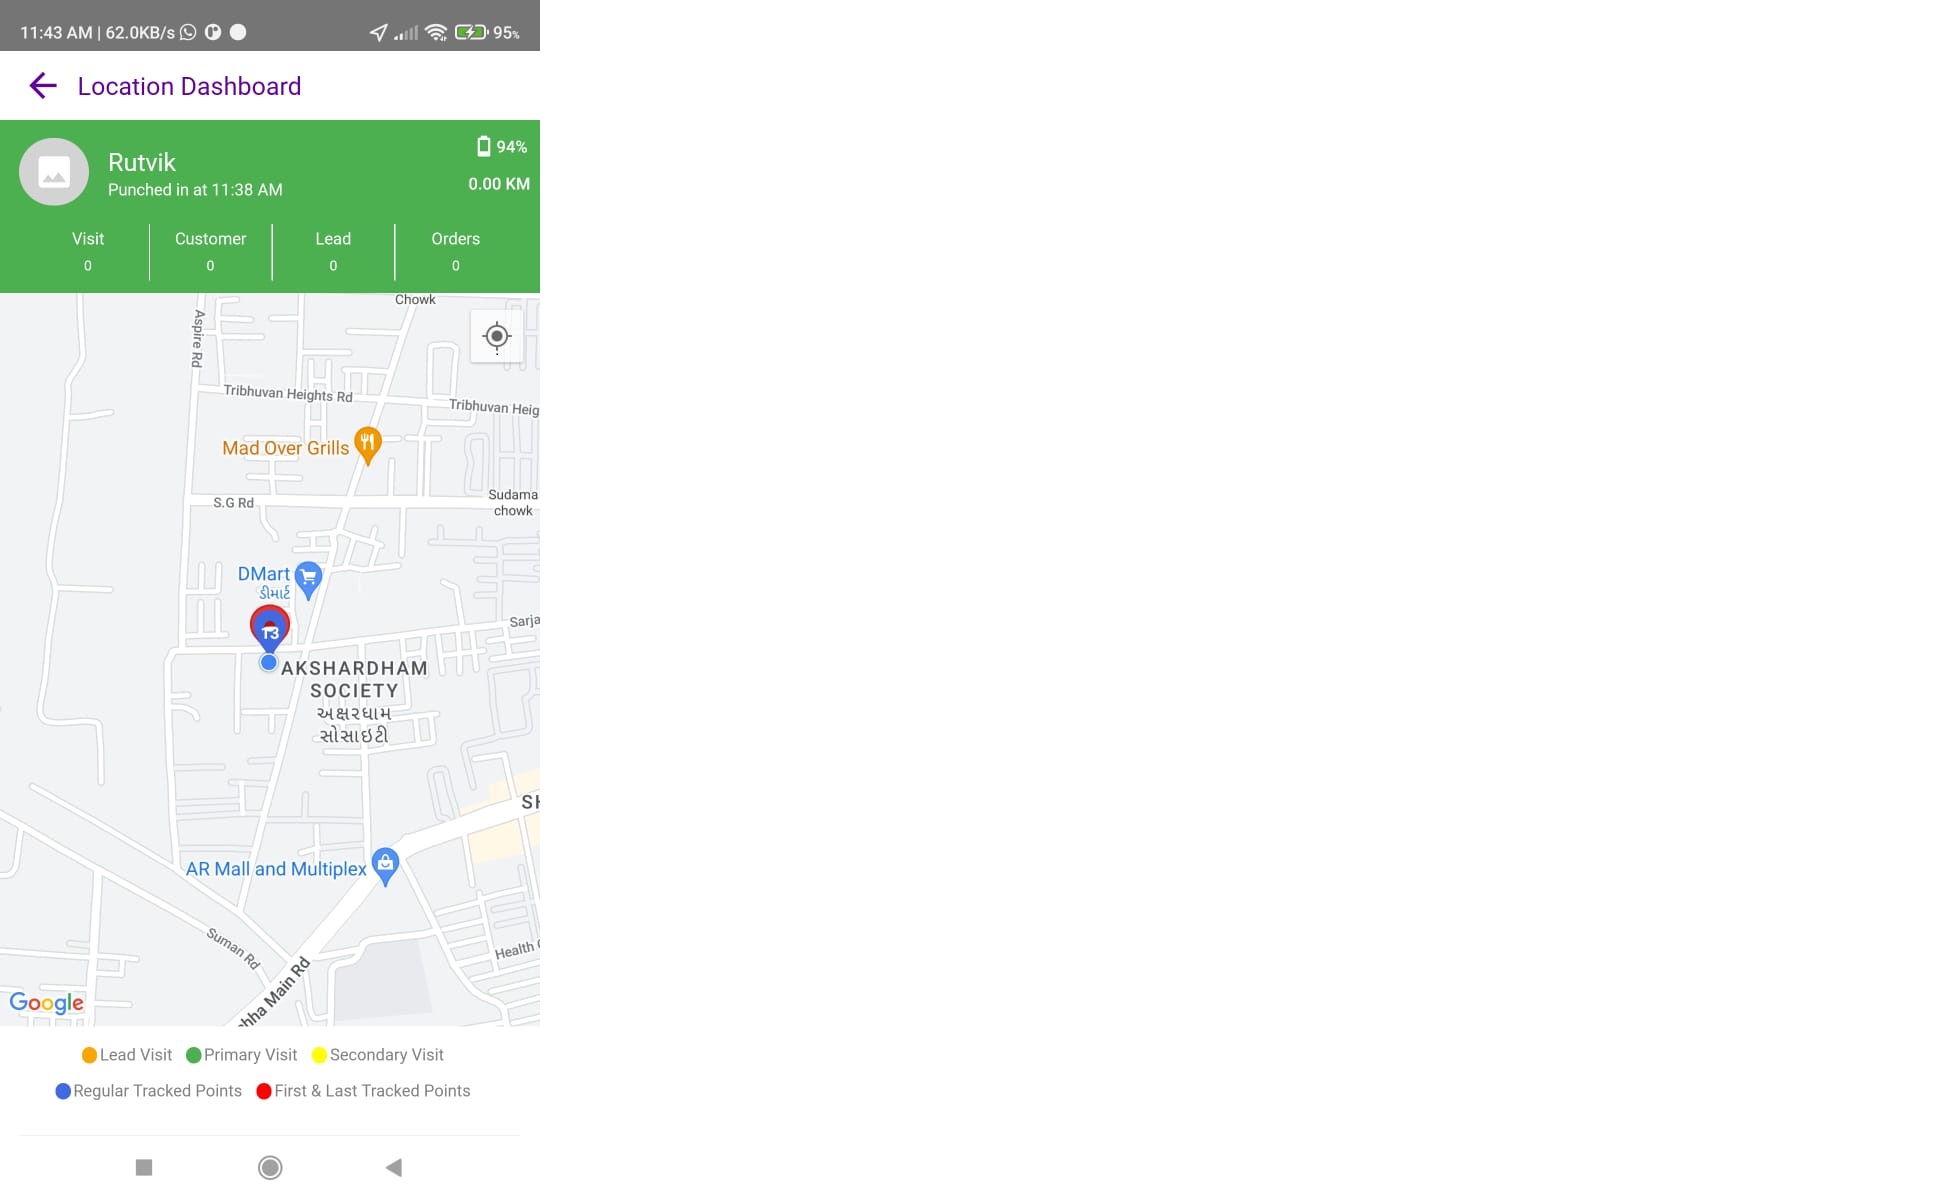 11:43 AM | 62.0KB/s
95%
Location Dashboard
Rutvik
Punched in at 11:38 AM
94%
0.00 KM
Visit
Customer
Lead
Orders
0
0
0
0
Chowk
Aspire Rd
Tribhuvan Heights Rd
Tribhuvan Heig
Mad Over Grills
S.G Rd
Sudama
chowk
DMart
ડીમાર્ટ
Sarja
AKSHARDHAM
SOCIETY
અક્ષરધામ
સોસાઇટી
SH
AR Mall and Multiplex
Suman Rd
Health
hha Main Rd
Google
Lead Visit
Primary Visit
Secondary Visit
Regular Tracked Points
First & Last Tracked Points